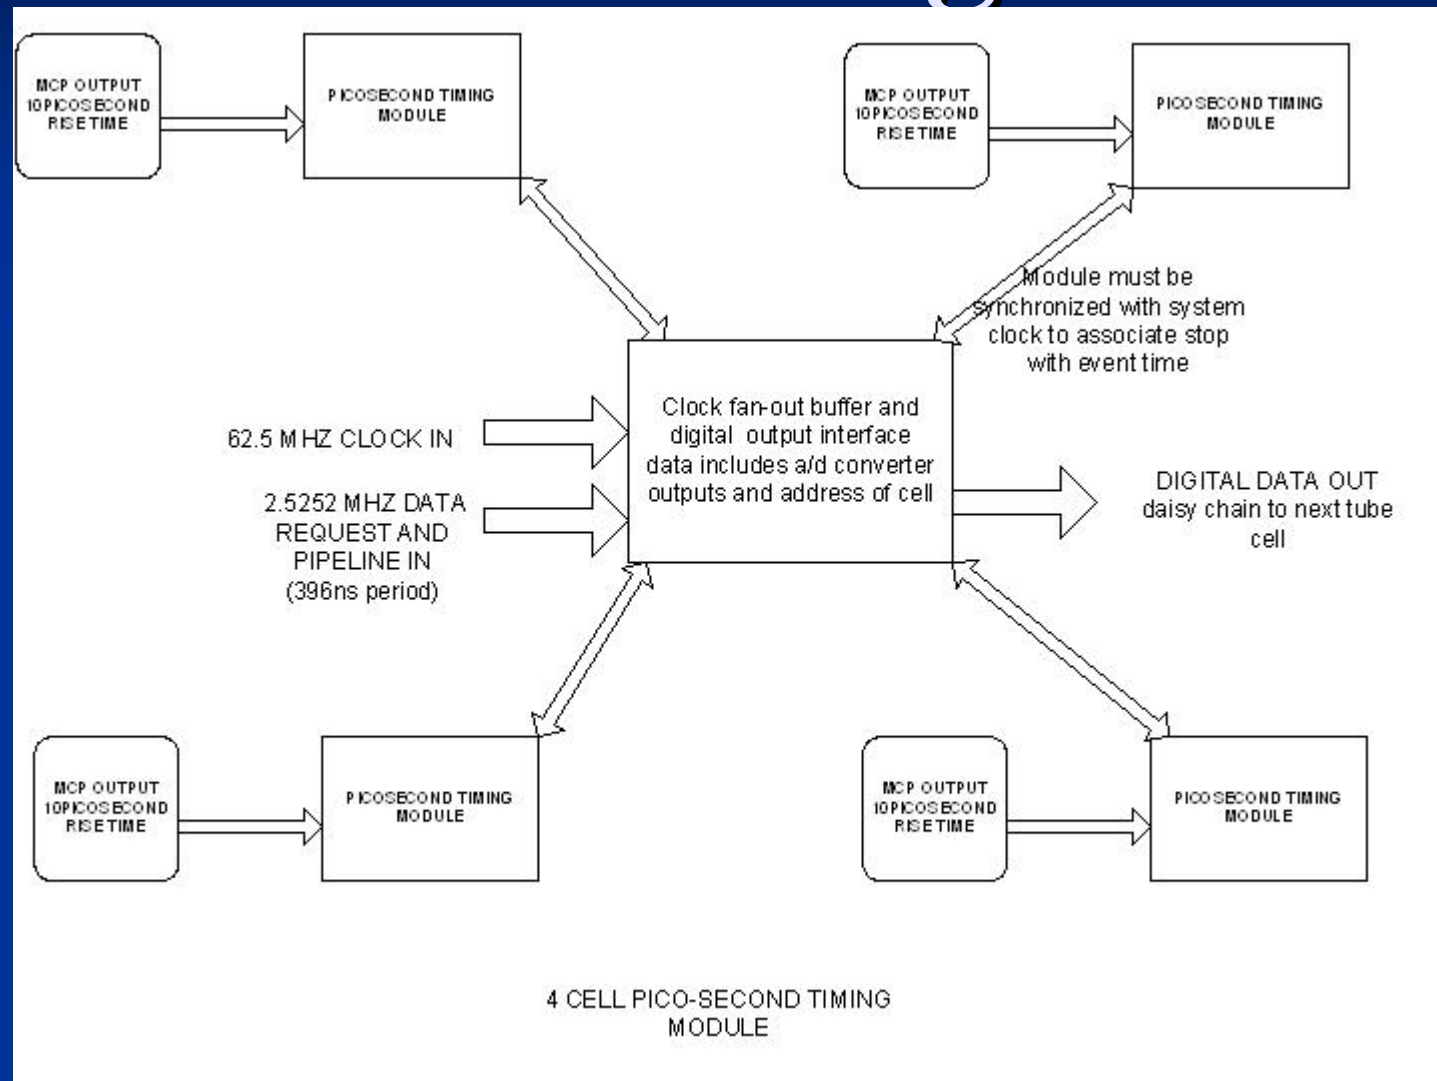 MCP OUTPUT
10PICOSECOND
RISETIME
PICOSECOND TIMING
MODULE
MCP OUTPUT
10PICOSECOND
RISETIME
PICOSECOND TIMING
MODULE
Module must be
synchronized with system
clock to associate stop
with event time
Clock fan-out buffer and
digital output interface
data includes a/d converter
outputs and address of cell
62.5 MHZ CLOCK IN
2.5252 MHZ DATA
REQUEST AND
PIPELINE IN
(396ns period)
DIGITAL DATA OUT
daisy chain to next tube
cell
MCP OUTPUT
10PICOSECOND
RISETIME
PICOSECOND TIMING
MODULE
MCP OUTPUT
10PICOSECOND
RISETIME
PICOSECOND TIMING
MODULE
4 CELL PICO-SECOND TIMING
MODULE